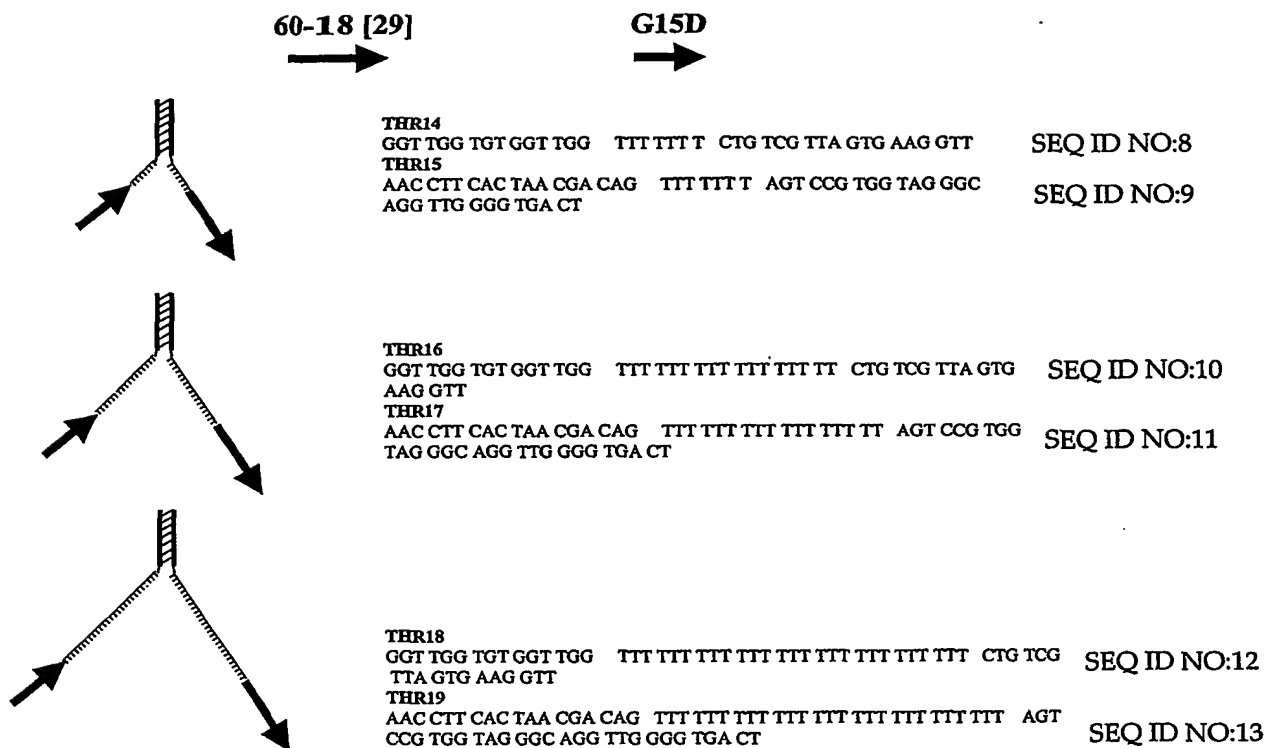 60-18 [29] G15D
THR14
GGT TGG TGT GGT TGG TTT TTT T CTG TCG TTA GTG AAG GTT SEQ ID NO:8
THR15
AAC CTT CAC TAA CGA CAG TTT TTT T AGT CCG TGG TAG GGC SEQ ID NO:9
AGG TTG GGG TGA CT
THR16
GGT TGG TGT GGT TGG TTT TTT TTT TTT TTT TT CTG TCG TTA GTG SEQ ID NO:10
AAG GTT
THR17
AAC CTT CAC TAA CGA CAG TTT TTT TTT TTT TTT TT AGT CCG TGG SEQ ID NO:11
TAG GGC AGG TTG GGG TGA CT
THR18
GGT TGG TGT GGT TGG TTT TTT TTT TTT TTT TTT TTT TTT TTT CTG TCG SEQ ID NO:12
TTA GTG AAG GTT
THR19
AAC CTT CAC TAA CGA CAG TTT TTT TTT TTT TTT TTT TTT TTT TTT AGT
CCG TGG TAG GGC AGG TTG GGG TGA CT SEQ ID NO:13